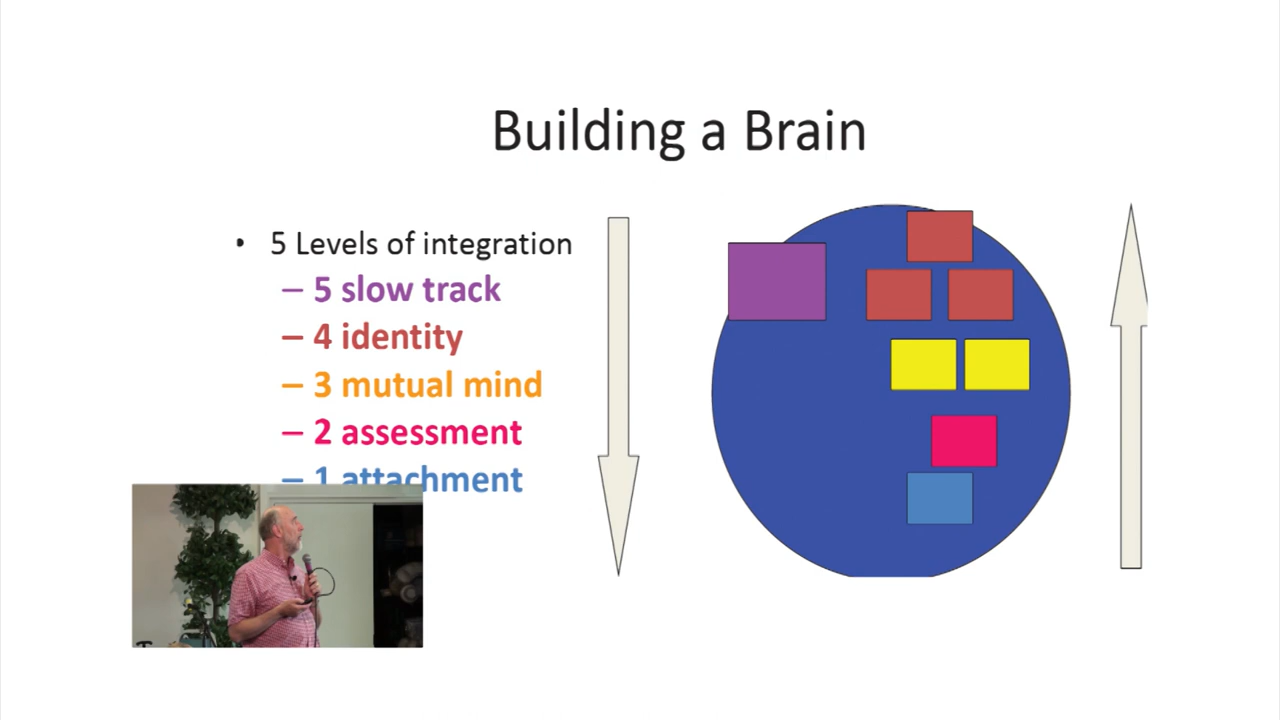 Building a Brain
• 5 Levels of integration
– 5 slow track
– 4 identity
– 3 mutual mind
– 2 assessment
– 1 attachment